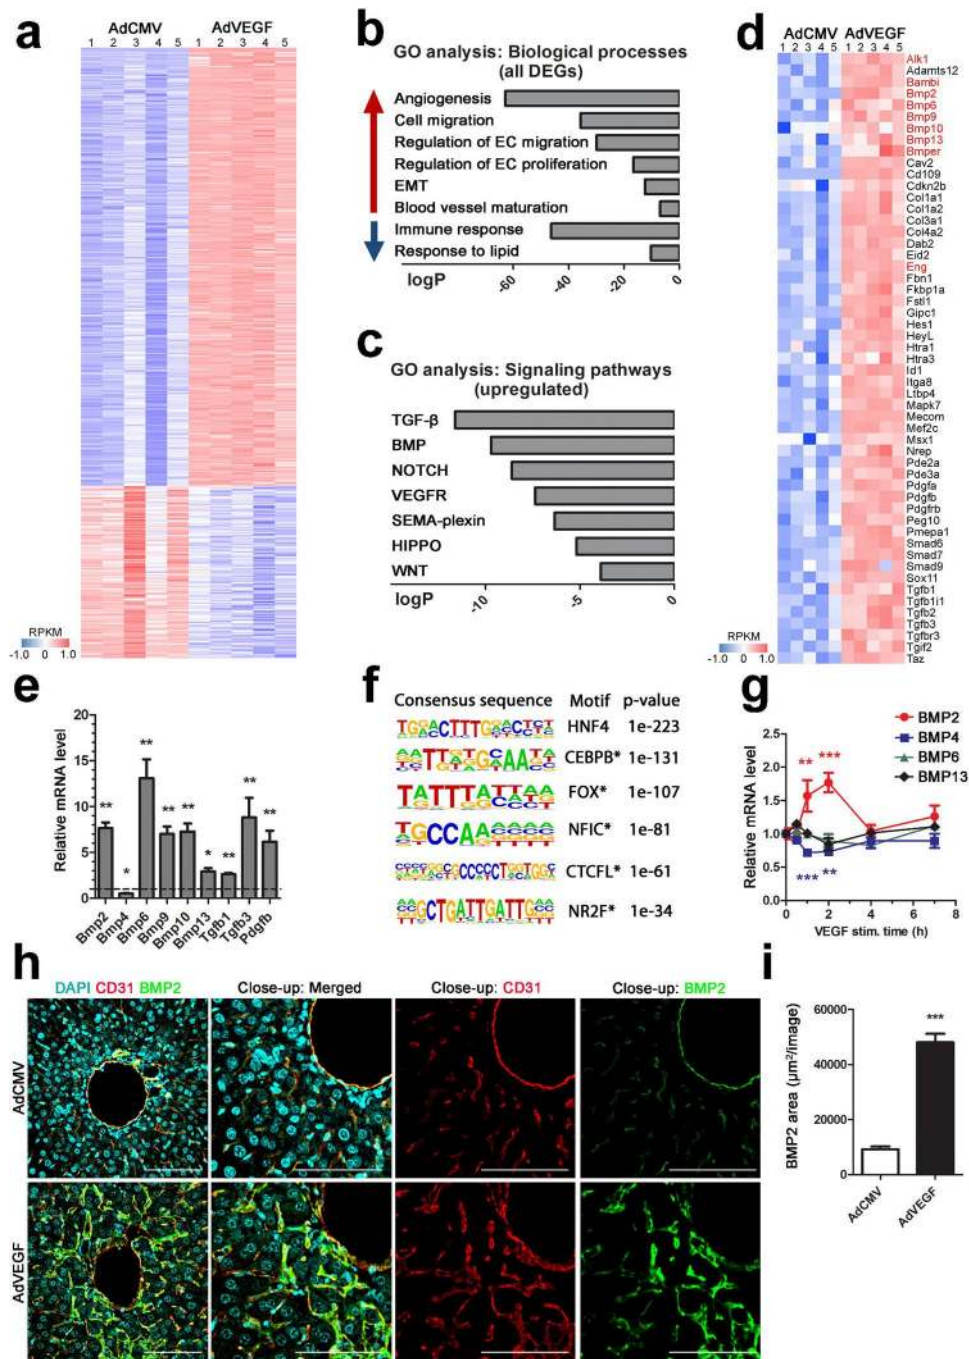 a
AdCMV AdVEGF
1 2 3 4 5 1 2 3 4 5
RPKM
-1.0 0 1.0
b
GO analysis: Biological processes
(all DEGs)
Angiogenesis
Cell migration
Regulation of EC migration
Regulation of EC proliferation
EMT
Blood vessel maturation
Immune response
Response to lipid
logP
-60 -40 -20 0
c
GO analysis: Signaling pathways
(upregulated)
TGF-β
BMP
NOTCH
VEGFR
SEMA-plexin
HIPPO
WNT
logP
-10 -5 0
d
AdCMV AdVEGF
1 2 3 4 5 1 2 3 4 5
Alk1
Adamts12
Bambi
Bmp2
Bmp6
Bmp9
Bmp10
Bmp13
Bmper
Cav2
Cd109
Cdkn2b
Col1a1
Col1a2
Col3a1
Col4a2
Dab2
Eid2
Eng
Fbn1
Fkbp1a
Fstl1
Gipc1
Hes1
HeyL
Htra1
Htra3
Id1
Itga8
Ltbp4
Mapk7
Mecom
Mef2c
Msx1
Nrep
Pde2a
Pde3a
Pdgfa
Pdgfb
Pdgfrb
Peg10
Pmepa1
Smad6
Smad7
Smad9
Sox11
Tgfb1
Tgfb1i1
Tgfb2
Tgfb3
Tgfbr3
Tgif2
Taz
RPKM
-1.0 0 1.0
e
Relative mRNA level
20
15
10
5
0
** * ** ** ** * ** ** **
Bmp2 Bmp4 Bmp6 Bmp9 Bmp10 Bmp13 Tgfb1 Tgfb3 Pdgfb
f
Consensus sequence Motif p-value
HNF4 1e-223
CEBPB* 1e-131
FOX* 1e-107
NFIC* 1e-81
CTCFL* 1e-61
NR2F* 1e-34
g
BMP2
BMP4
BMP6
BMP13
Relative mRNA level
2.5
2.0
1.5
1.0
0.5
0.0
** ***
*** **
0 2 4 6 8
VEGF stim. time (h)
h
DAPI CD31 BMP2 Close-up: Merged Close-up: CD31 Close-up: BMP2
AdCMV
AdVEGF
i
BMP2 area (µm²/image)
60000
40000
20000
0
***
AdCMV AdVEGF